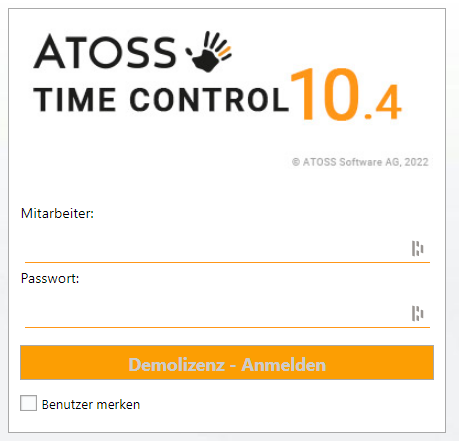 ATOSS
TIME CONTROL 10.4
© ATOSS Software AG, 2022
Mitarbeiter:
Passwort:
Demolizenz - Anmelden
Benutzer merken